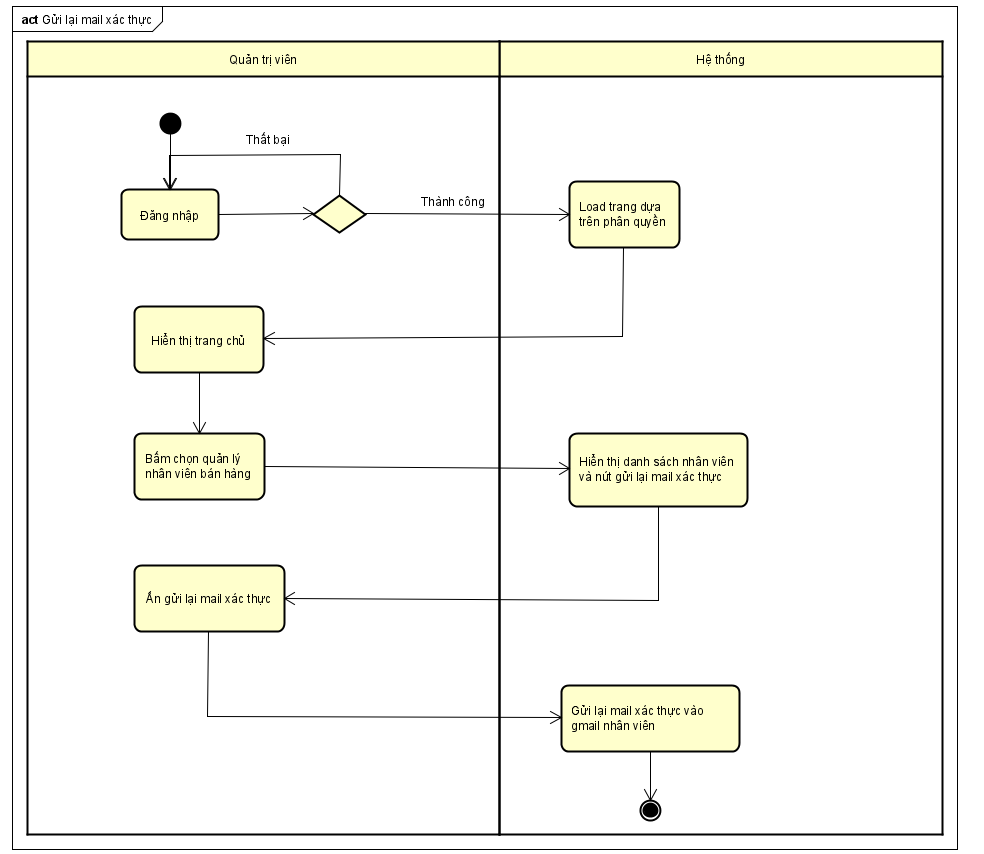 act Gửi lại mail xác thực
Quản trị viên
Hệ thống
Thất bại
Thành công
Đăng nhập
Load trang dựa
trên phân quyền
Hiển thị trang chủ
Bấm chọn quản lý
nhân viên bán hàng
Hiển thị danh sách nhân viên
và nút gửi lại mail xác thực
Ấn gửi lại mail xác thực
Gửi lại mail xác thực vào
gmail nhân viên